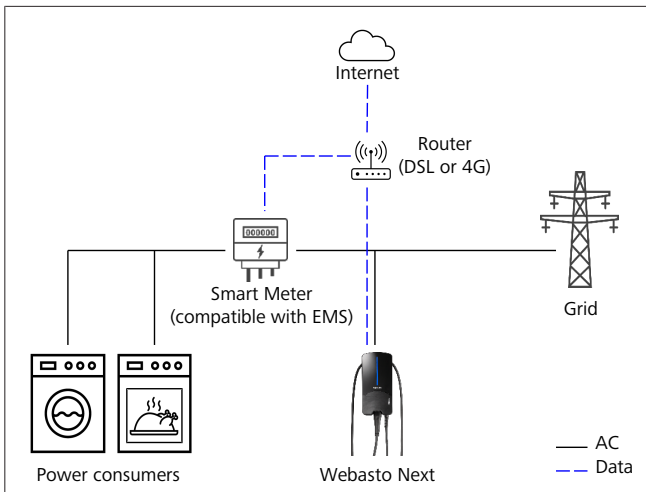 Internet
Router
(DSL or 4G)
000000
Smart Meter
(compatible with EMS)
Grid
Power consumers
Webasto Next
AC
Data